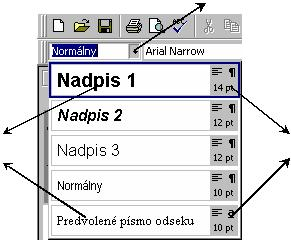 Normálny Arial Narrow
Nadpis 1
14 pt
Nadpis 2
12 pt
Nadpis 3
12 pt
Normálny
10 pt
Predvolené písmo odseku
10 pt